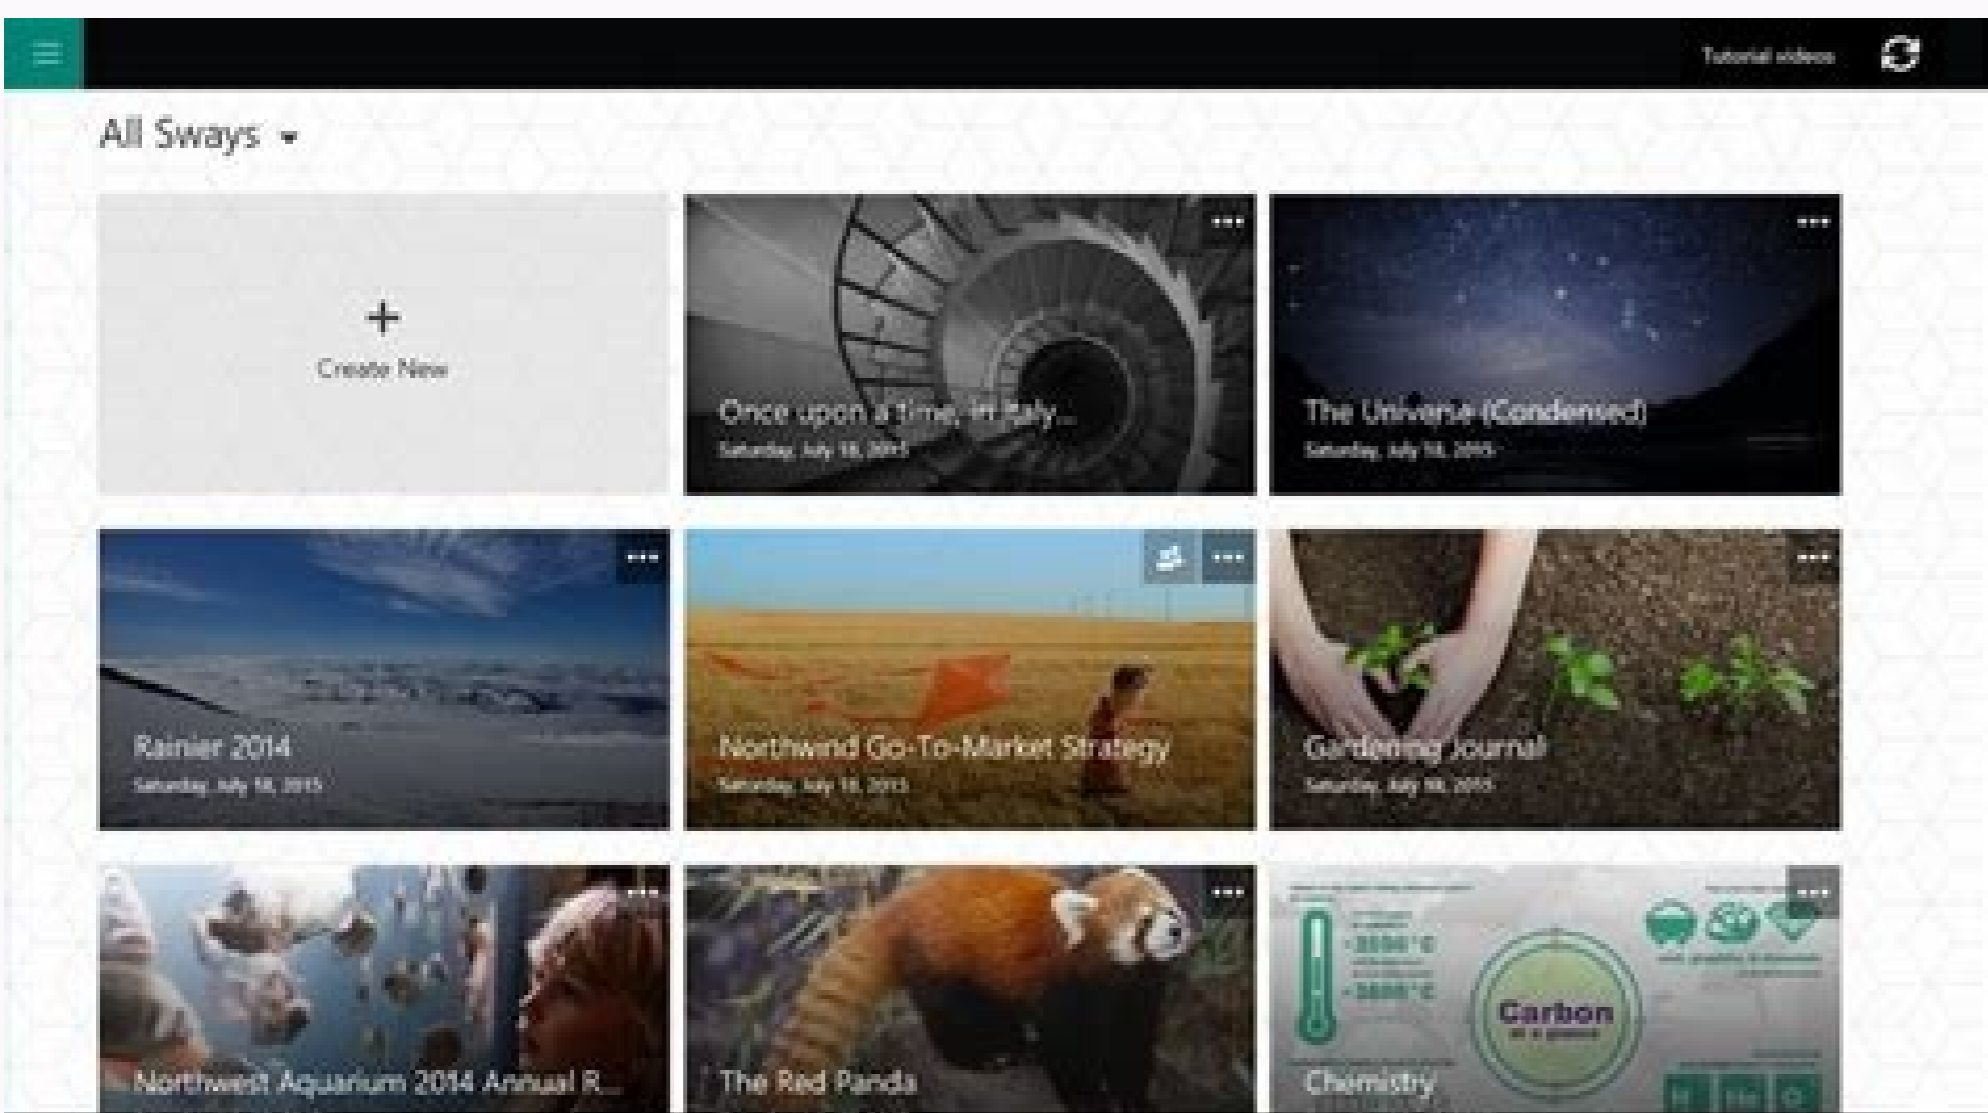 Tutorial videos
All Sways
Create New
Once upon a time, in Italy...
Saturday, July 18, 2015
The Universe (Condensed)
Saturday, July 18, 2015
Rainier 2014
Saturday, July 18, 2015
Northwind Go-To-Market Strategy
Saturday, July 18, 2015
Gardening Journal
Saturday, July 18, 2015
Northwest Aquarium 2014 Annual R...
The Red Panda
Carbon
at a glance
Chemistry